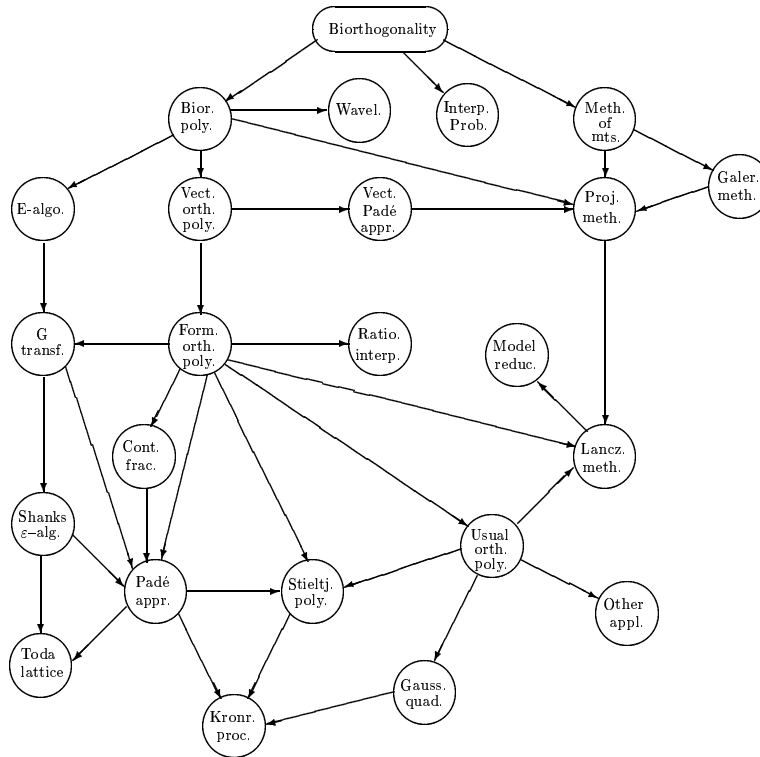 Biorthogonality
Bior.
poly.
Wavel.
Interp.
Prob.
Meth.
of
mts.
Galer.
meth.
E-algo.
Vect.
orth.
poly.
Vect.
Padé
appr.
Proj.
meth.
G
transf.
Form.
orth.
poly.
Ratio.
interp.
Model
reduc.
Cont.
frac.
Lancz.
meth.
Shanks
ε–alg.
Usual
orth.
poly.
Padé
appr.
Stieltj.
poly.
Other
appl.
Toda
lattice
Gauss.
quad.
Kronr.
proc.